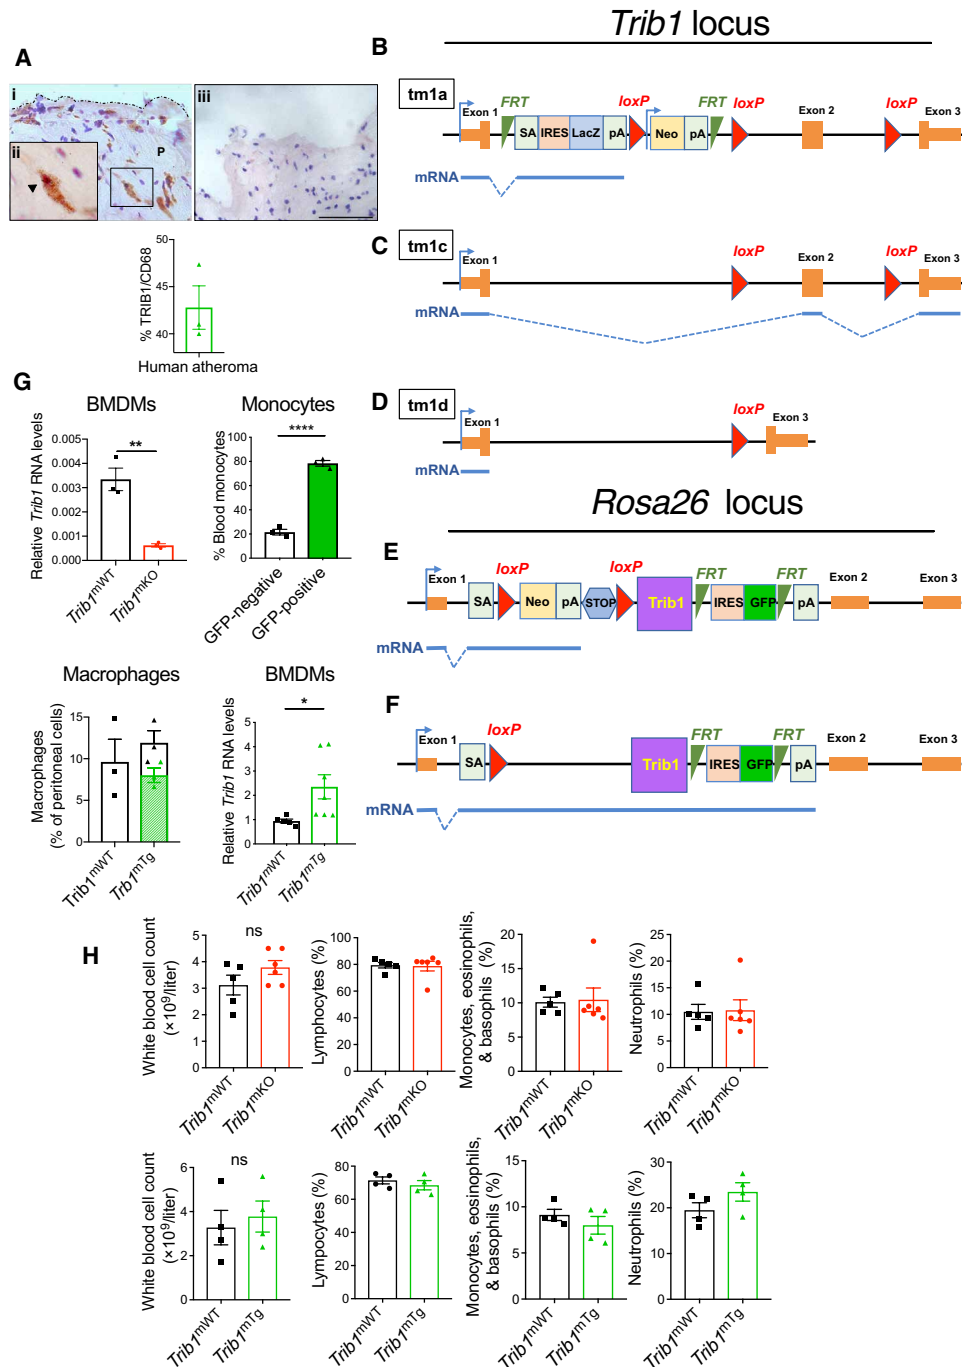 Trib1 locus
A
i
ii
P
iii
50
45
40
% TRIB1/CD68
Human atheroma
B
tm1a
Exon 1
FRT
SA
IRES
LacZ
pA
loxP
Neo
pA
FRT
loxP
Exon 2
loxP
Exon 3
mRNA
C
tm1c
Exon 1
loxP
Exon 2
loxP
Exon 3
mRNA
D
tm1d
Exon 1
loxP
Exon 3
mRNA
Rosa26 locus
E
Exon 1
SA
loxP
Neo
pA
STOP
loxP
Trib1
FRT
IRES
GFP
FRT
pA
Exon 2
Exon 3
mRNA
F
Exon 1
SA
loxP
Trib1
FRT
IRES
GFP
FRT
pA
Exon 2
Exon 3
mRNA
G
BMDMs
Relative Trib1 RNA levels
0.005
0.004
0.003
0.002
0.001
0.000
**
Trib1mWT
Trib1mKO
Monocytes
% Blood monocytes
100
80
60
40
20
0
****
GFP-negative
GFP-positive
Macrophages
Macrophages
(% of peritoneal cells)
15
10
5
0
Trib1mWT
Trb1mTg
BMDMs
Relative Trib1 RNA levels
5
4
3
2
1
0
*
Trib1mWT
Trib1mTg
H
White blood cell count
(×10⁹/liter)
5
4
3
2
1
0
ns
Trib1mWT
Trib1mKO
Lymphocytes (%)
100
80
60
40
20
0
Trib1mWT
Trib1mKO
Monocytes, eosinophils,
& basophils (%)
20
15
10
5
0
Trib1mWT
Trib1mKO
Neutrophils (%)
25
20
15
10
5
0
Trib1mWT
Trib1mKO
White blood cell count
(×10⁹/liter)
6
4
2
0
ns
Trib1mWT
Trib1mTg
Lympocytes (%)
80
60
40
20
0
Trib1mWT
Trib1mTg
Monocytes, eosinophils,
& basophils (%)
15
10
5
0
Trib1mWT
Trib1mTg
Neutrophils (%)
30
20
10
0
Trib1mWT
Trib1mTg